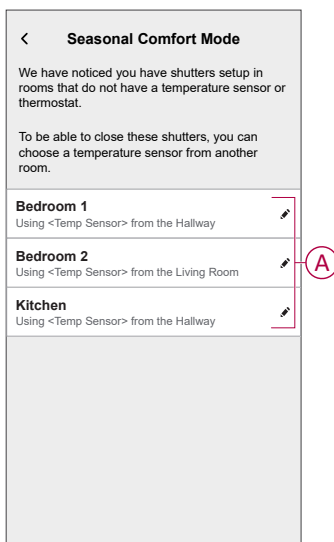 Seasonal Comfort Mode
We have noticed you have shutters setup in
rooms that do not have a temperature sensor or
thermostat.
To be able to close these shutters, you can
choose a temperature sensor from another
room.
Bedroom 1
Using <Temp Sensor> from the Hallway
Bedroom 2
Using <Temp Sensor> from the Living Room
Kitchen
Using <Temp Sensor> from the Hallway
A